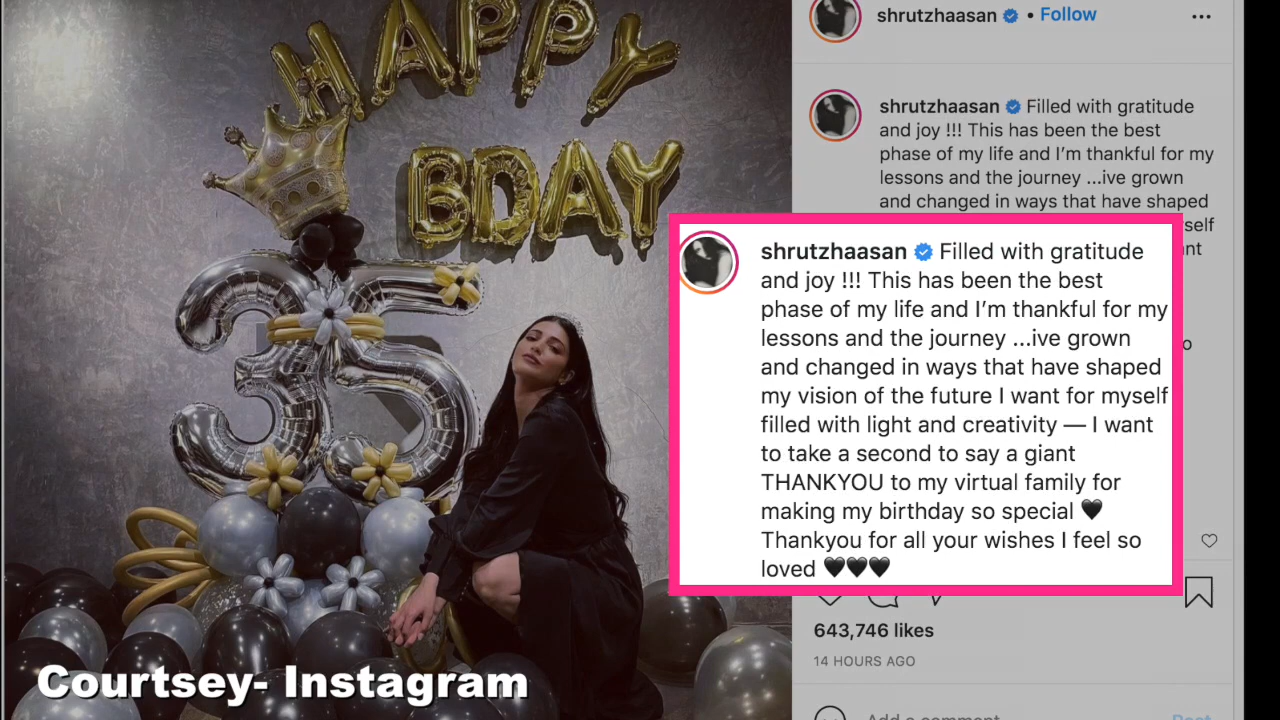 HAPPY
BDAY
35
shrutzhaasan • Follow
shrutzhaasan Filled with gratitude
and joy !!! This has been the best
phase of my life and I'm thankful for my
lessons and the journey ...ive grown
and changed in ways that have shaped
self
shrutzhaasan Filled with gratitude
and joy !!! This has been the best
phase of my life and I'm thankful for my
lessons and the journey ...ive grown
and changed in ways that have shaped
my vision of the future I want for myself
filled with light and creativity — I want
to take a second to say a giant
THANKYOU to my virtual family for
making my birthday so special 🖤
Thankyou for all your wishes I feel so
loved 🖤🖤🖤
643,746 likes
14 HOURS AGO
Add a comment
Post
Courtsey- Instagram